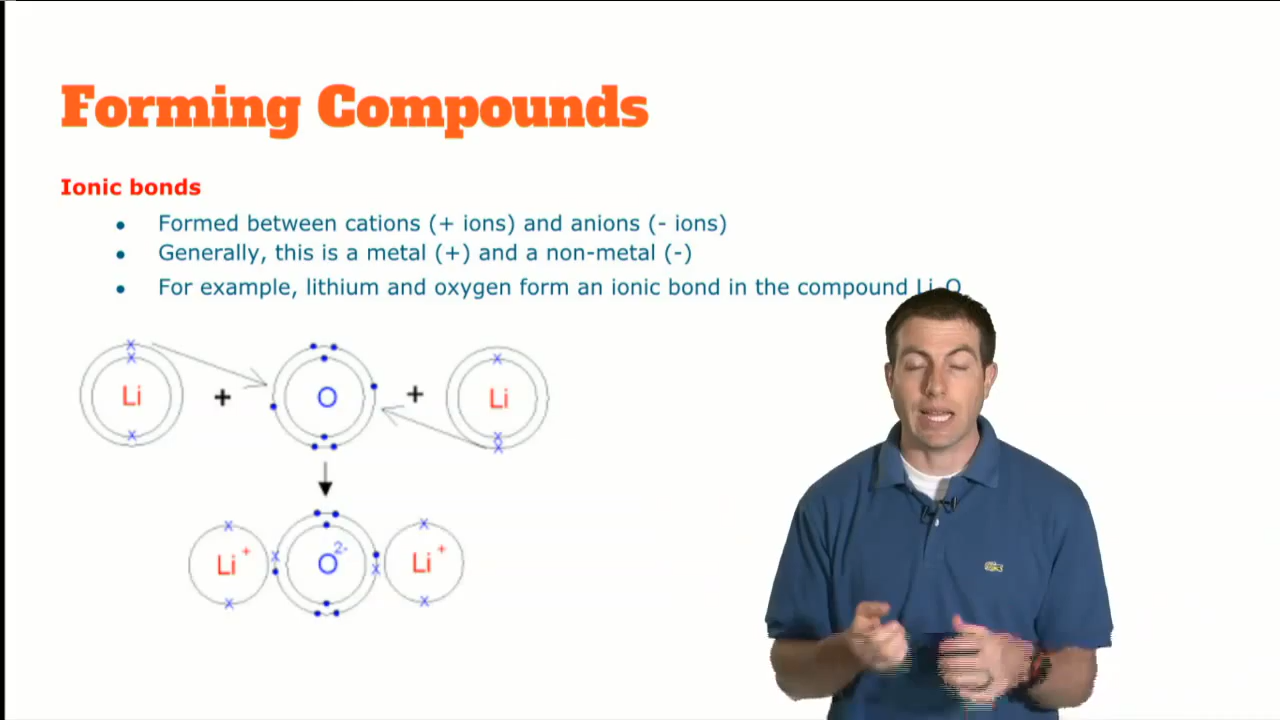 Forming Compounds
Ionic bonds
• Formed between cations (+ ions) and anions (- ions)
• Generally, this is a metal (+) and a non-metal (-)
• For example, lithium and oxygen form an ionic bond in the compound Li O
Li + O + Li
Li+ O2- Li+